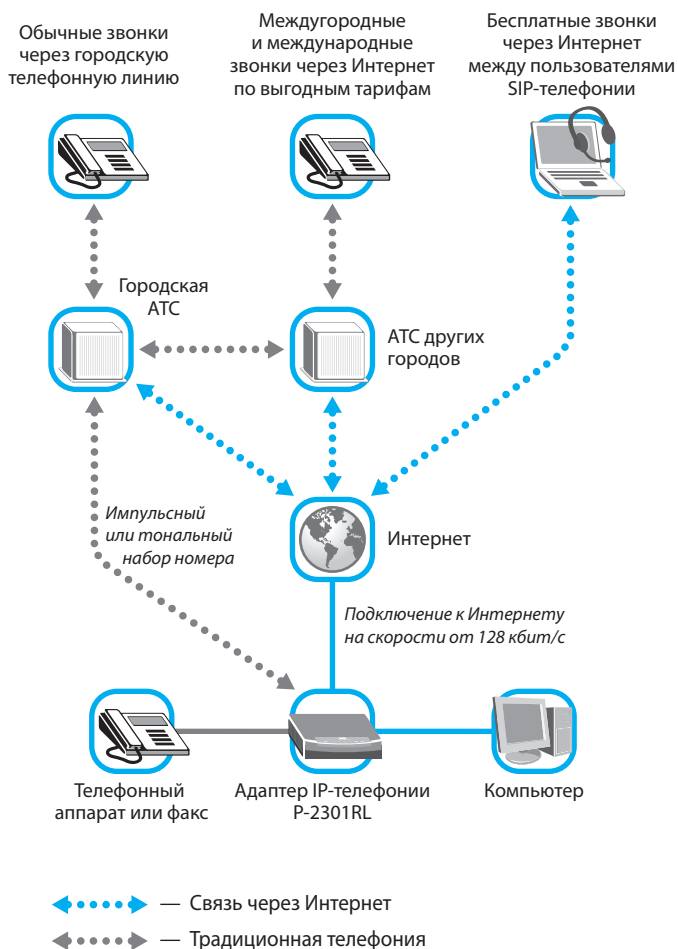 Обычные звонки
через городскую
телефонную линию
Междугородные
и международные
звонки через Интернет
по выгодным тарифам
Бесплатные звонки
через Интернет
между пользователями
SIP-телефонии
Городская
АТС
АТС других
городов
Импульсный
или тональный
набор номера
Интернет
Подключение к Интернету
на скорости от 128 кбит/с
Телефонный
аппарат или факс
Адаптер IP-телефонии
P-2301RL
Компьютер
— Связь через Интернет
— Традиционная телефония